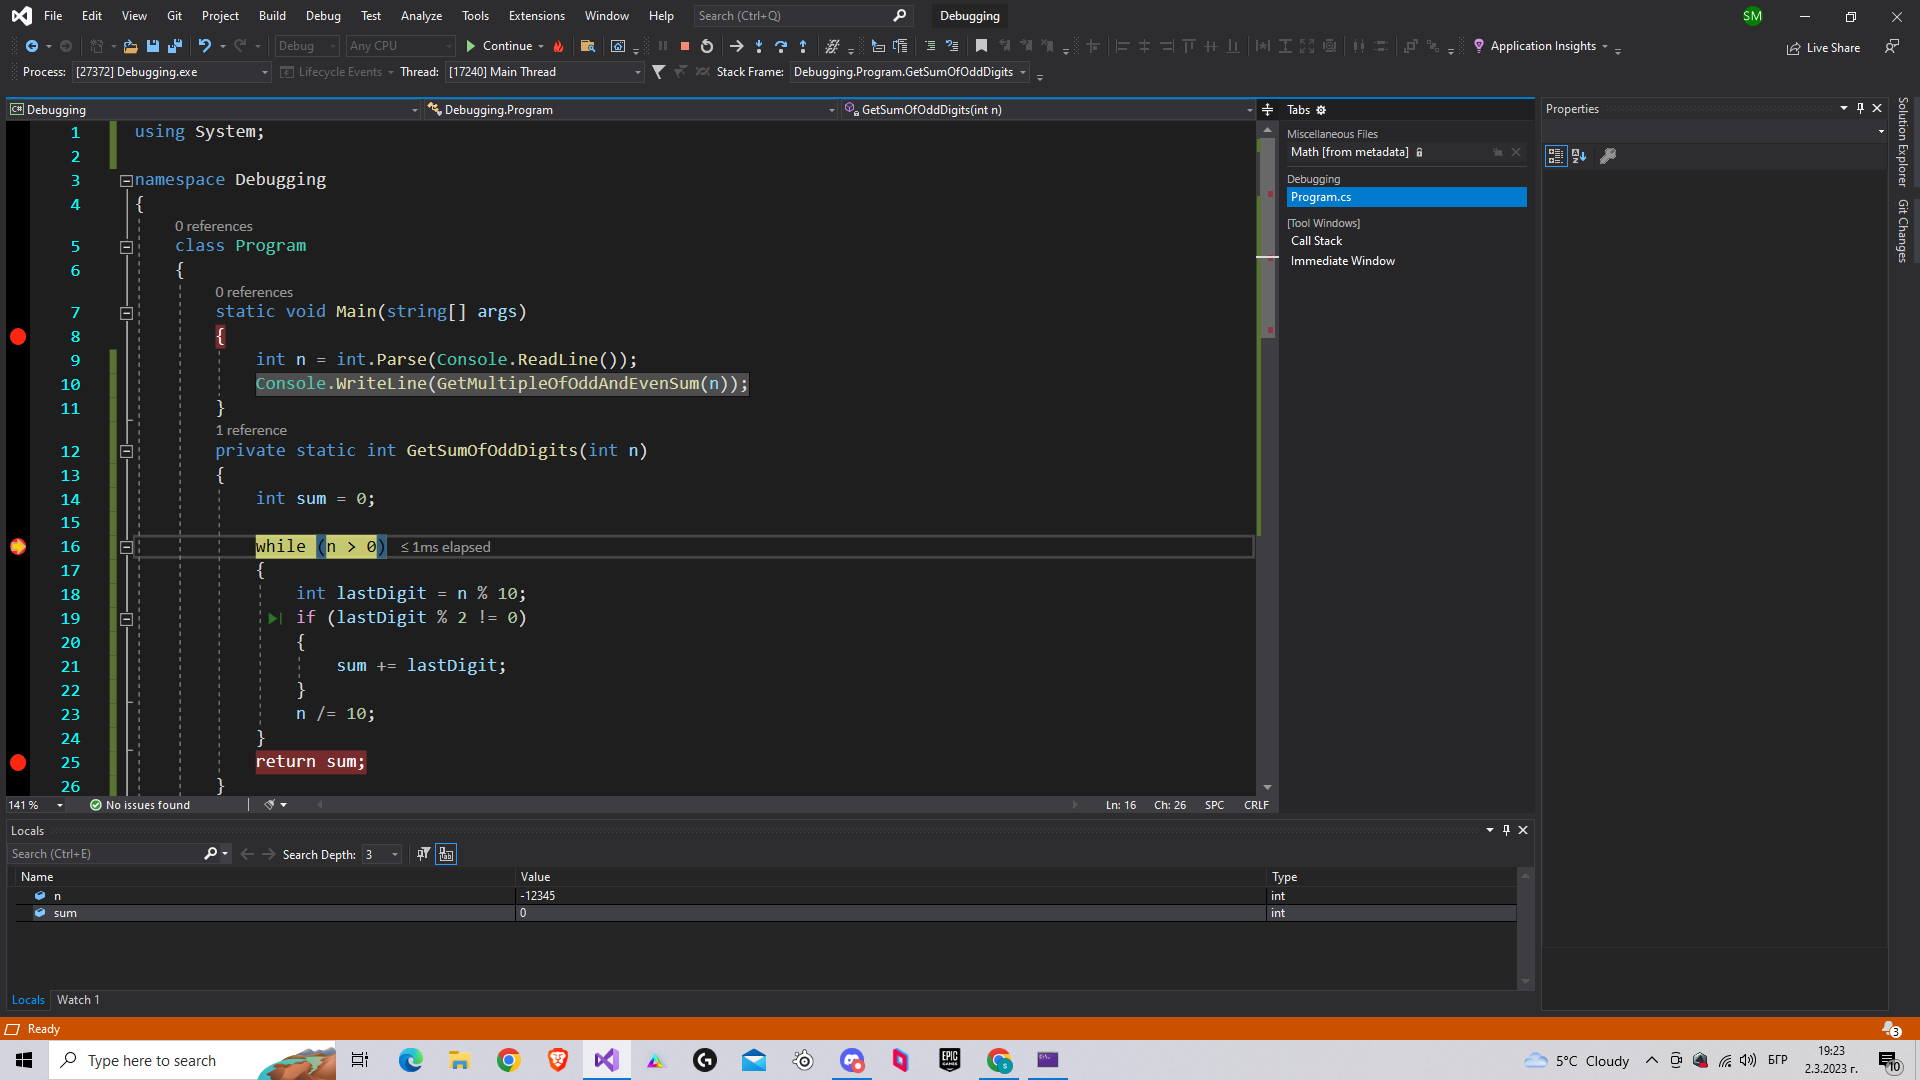 File Edit View Git Project Build Debug Test Analyze Tools Extensions Window Help Search (Ctrl+Q) Debugging SM
Debug Any CPU Continue Application Insights Live Share
Process: [27372] Debugging.exe Lifecycle Events Thread: [17240] Main Thread Stack Frame: Debugging.Program.GetSumOfOddDigits
C# Debugging Debugging.Program GetSumOfOddDigits(int n)
1 using System;
2
3 namespace Debugging
4 {
0 references
5 class Program
6 {
0 references
7 static void Main(string[] args)
8 {
9 int n = int.Parse(Console.ReadLine());
10 Console.WriteLine(GetMultipleOfOddAndEvenSum(n));
11 }
1 reference
12 private static int GetSumOfOddDigits(int n)
13 {
14 int sum = 0;
15
16 while (n > 0) ≤ 1ms elapsed
17 {
18 int lastDigit = n % 10;
19 if (lastDigit % 2 != 0)
20 {
21 sum += lastDigit;
22 }
23 n /= 10;
24 }
25 return sum;
26 }
141 % No issues found Ln: 16 Ch: 26 SPC CRLF
Tabs
Miscellaneous Files
Math [from metadata]
Debugging
Program.cs
[Tool Windows]
Call Stack
Immediate Window
Properties
Solution Explorer
Git Changes
Locals
Search (Ctrl+E) Search Depth: 3
Name Value Type
n -12345 int
sum 0 int
Locals Watch 1
Ready 3
Type here to search
EPIC GAMES
5°C Cloudy БГР 19:23
2.3.2023 г. 10